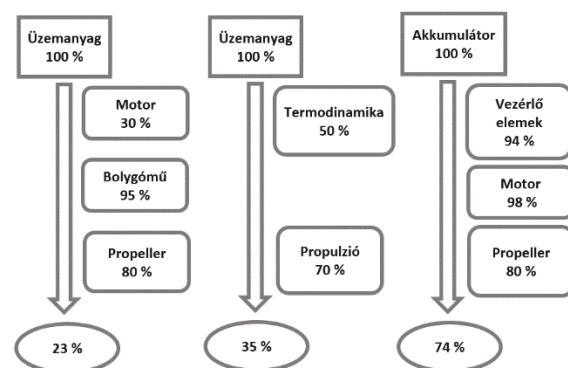 Üzemanyag
100 %
Motor
30 %
Bolygómű
95 %
Propeller
80 %
23 %
Üzemanyag
100 %
Termodinamika
50 %
Propulzió
70 %
35 %
Akkumulátor
100 %
Vezérlő
elemek
94 %
Motor
98 %
Propeller
80 %
74 %